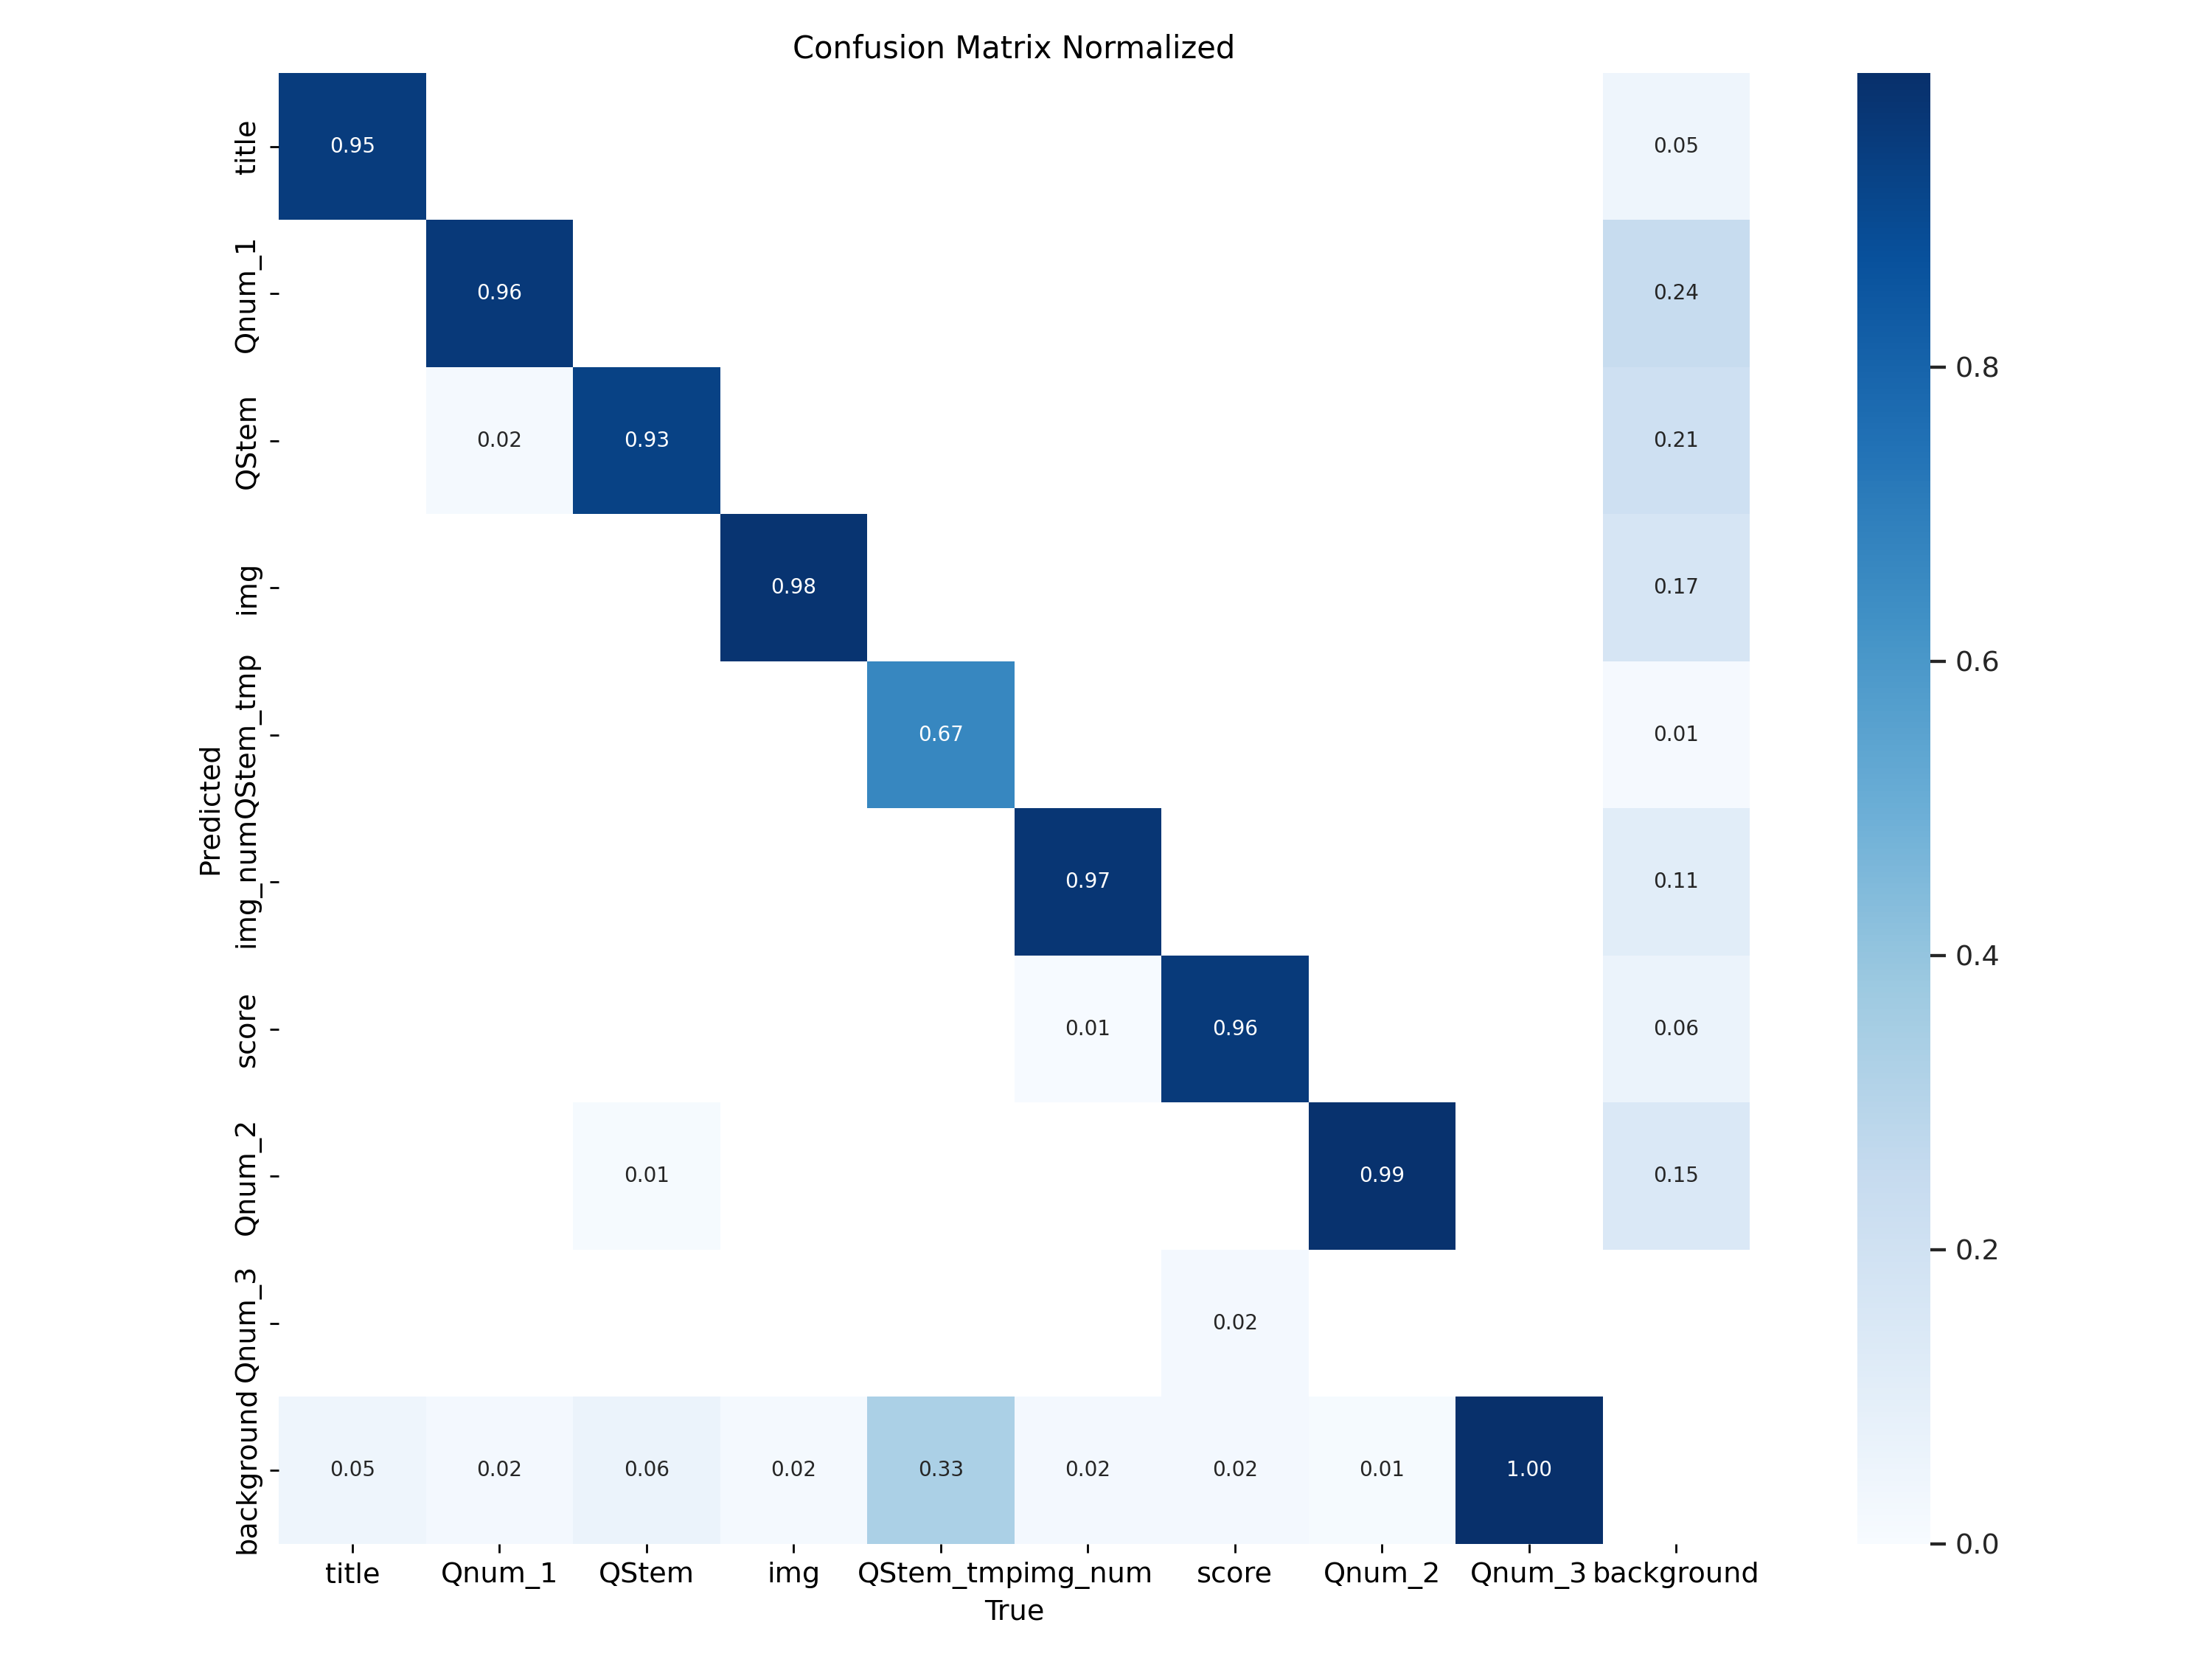 Confusion Matrix Normalized
title
0.95
0.05
Qnum_1
0.96
0.24
QStem
0.02
0.93
0.21
img
0.98
0.17
QStem_tmp
0.67
0.01
img_num
0.97
0.11
score
0.01
0.96
0.06
Qnum_2
0.01
0.99
0.15
Qnum_3
0.02
background
0.05
0.02
0.06
0.02
0.33
0.02
0.02
0.01
1.00
Predicted
title
Qnum_1
QStem
img
QStem_tmp
img_num
score
Qnum_2
Qnum_3
background
True
0.8
0.6
0.4
0.2
0.0